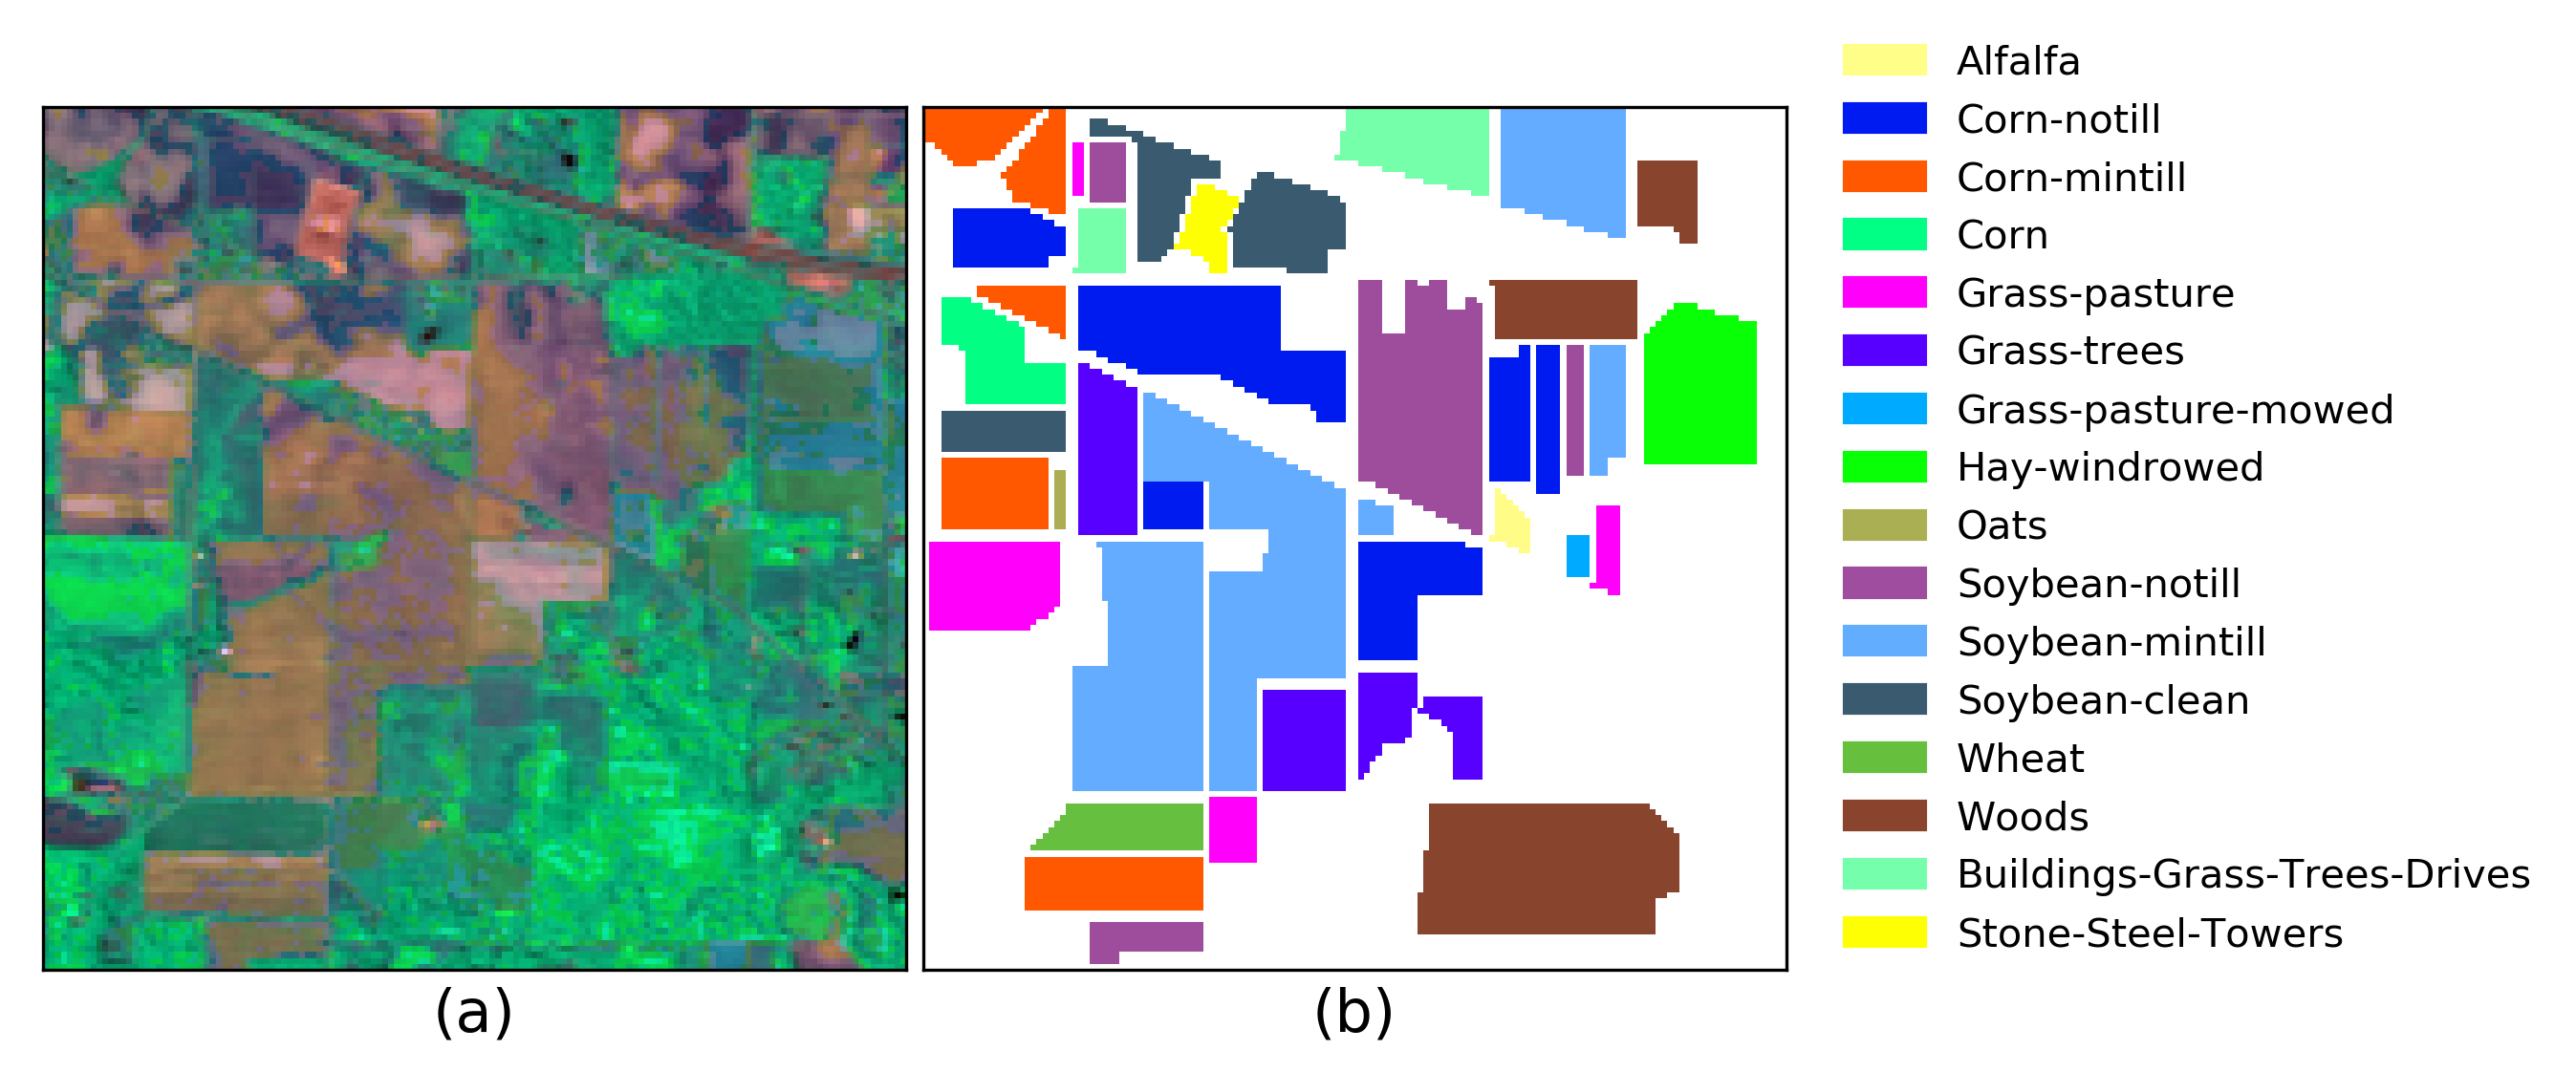 Alfalfa
Corn-notill
Corn-mintill
Corn
Grass-pasture
Grass-trees
Grass-pasture-mowed
Hay-windrowed
Oats
Soybean-notill
Soybean-mintill
Soybean-clean
Wheat
Woods
Buildings-Grass-Trees-Drives
Stone-Steel-Towers
(a)
(b)